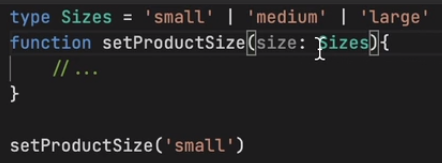 type Sizes = 'small' | 'medium' | 'large'
function setProductSize(size: Sizes){
//...
}
setProductSize('small')